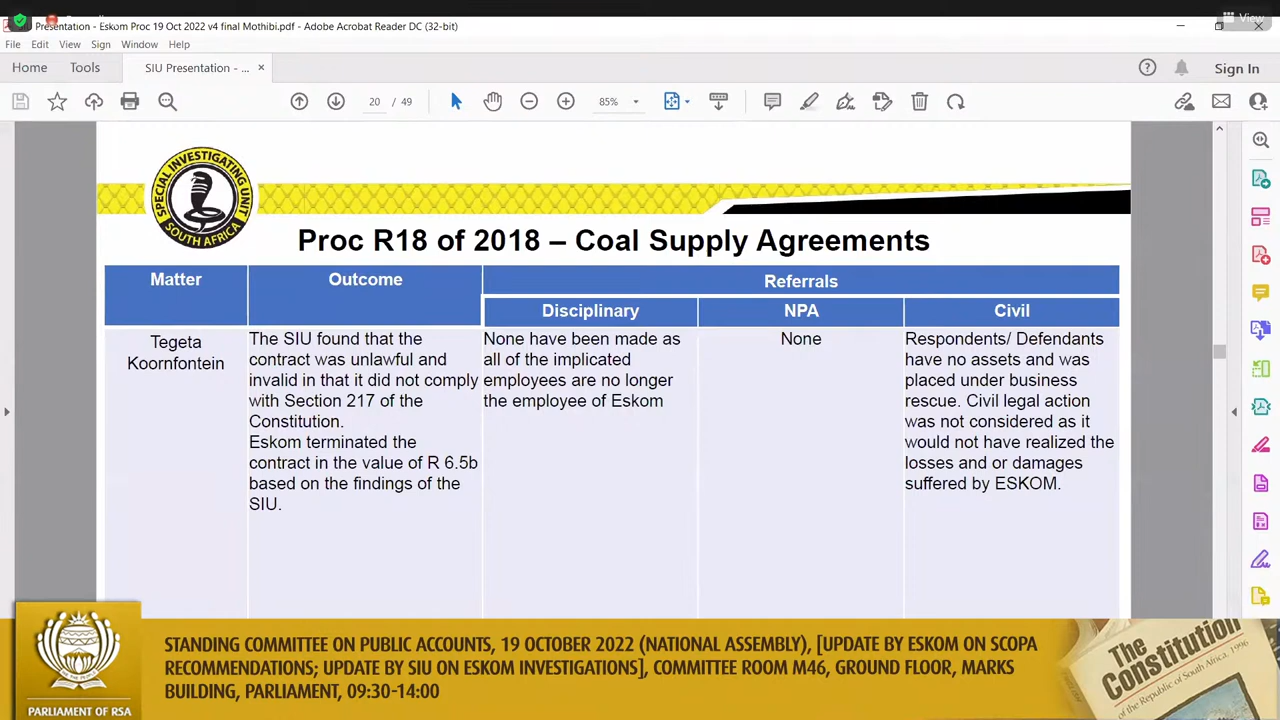 Presentation - Eskom Proc 19 Oct 2022 v4 final Mothibi.pdf - Adobe Acrobat Reader DC (32-bit)
View
File Edit View Sign Window Help
Home Tools SIU Presentation - ... × Sign In
20 / 49 85%
SPECIAL INVESTIGATING UNIT
SOUTH AFRICA
Proc R18 of 2018 – Coal Supply Agreements
Matter Outcome Referrals
Disciplinary NPA Civil
Tegeta
Koornfontein
The SIU found that the
contract was unlawful and
invalid in that it did not comply
with Section 217 of the
Constitution.
Eskom terminated the
contract in the value of R 6.5b
based on the findings of the
SIU.
None have been made as
all of the implicated
employees are no longer
the employee of Eskom
None
Respondents/ Defendants
have no assets and was
placed under business
rescue. Civil legal action
was not considered as it
would not have realized the
losses and or damages
suffered by ESKOM.
STANDING COMMITTEE ON PUBLIC ACCOUNTS, 19 OCTOBER 2022 (NATIONAL ASSEMBLY), [UPDATE BY ESKOM ON SCOPA
RECOMMENDATIONS; UPDATE BY SIU ON ESKOM INVESTIGATIONS], COMMITTEE ROOM M46, GROUND FLOOR, MARKS
BUILDING, PARLIAMENT, 09:30-14:00
PARLIAMENT OF RSA
The
Constitution
of the Republic of South Africa, 1996